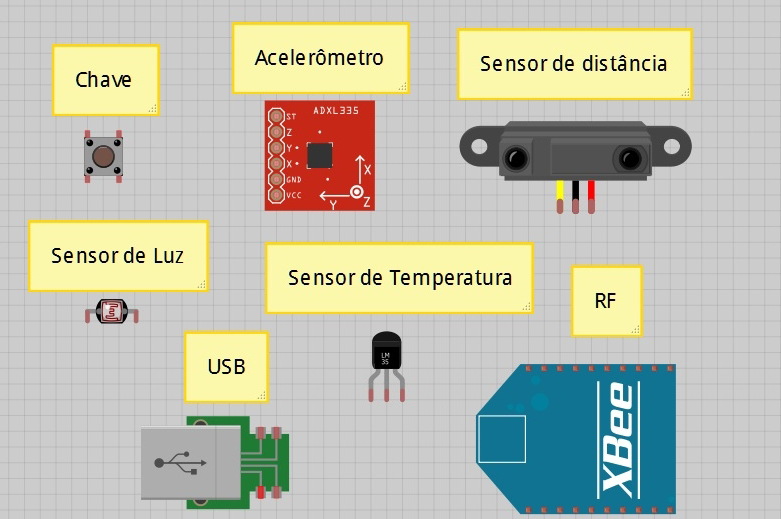 Chave
Acelerômetro
Sensor de distância
ADXL335
ST
Z
Y
X
GND
VCC
X
Y
Z
Sensor de Luz
Sensor de Temperatura
RF
USB
LM
35
XBee